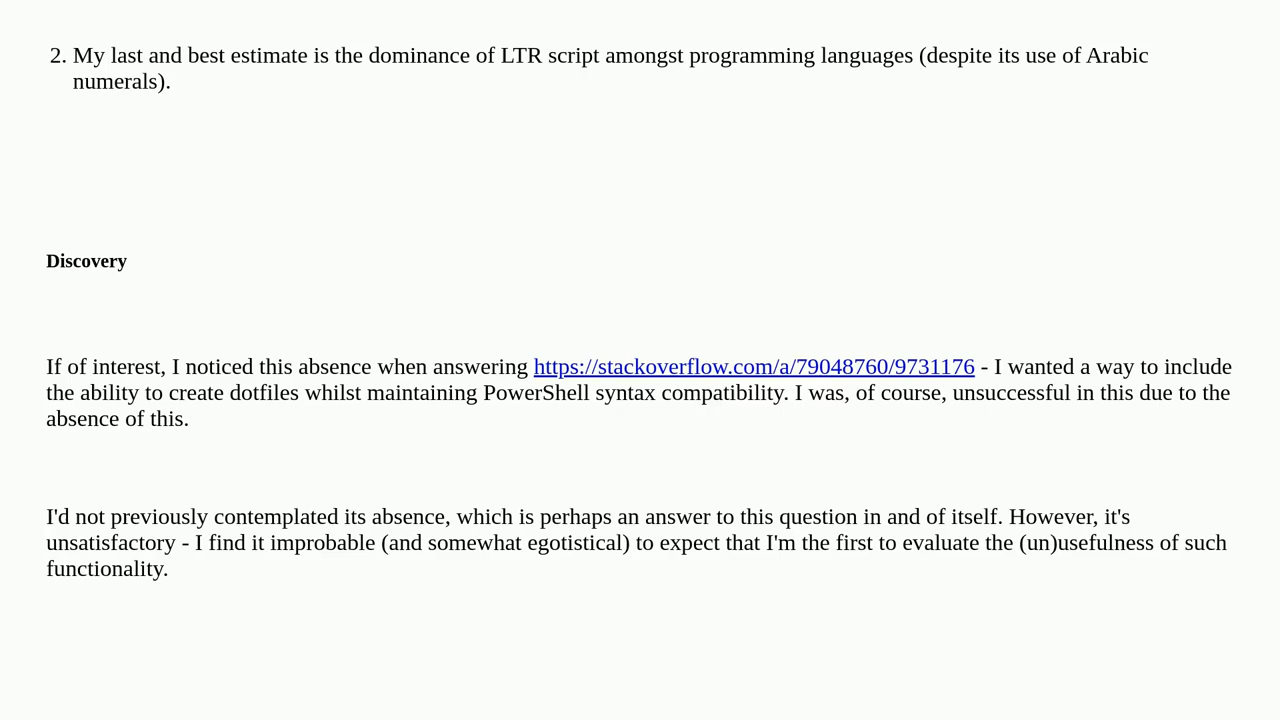 2. My last and best estimate is the dominance of LTR script amongst programming languages (despite its use of Arabic
numerals).
Discovery
If of interest, I noticed this absence when answering https://stackoverflow.com/a/79048760/9731176 - I wanted a way to include
the ability to create dotfiles whilst maintaining PowerShell syntax compatibility. I was, of course, unsuccessful in this due to the
absence of this.
I'd not previously contemplated its absence, which is perhaps an answer to this question in and of itself. However, it's
unsatisfactory - I find it improbable (and somewhat egotistical) to expect that I'm the first to evaluate the (un)usefulness of such
functionality.